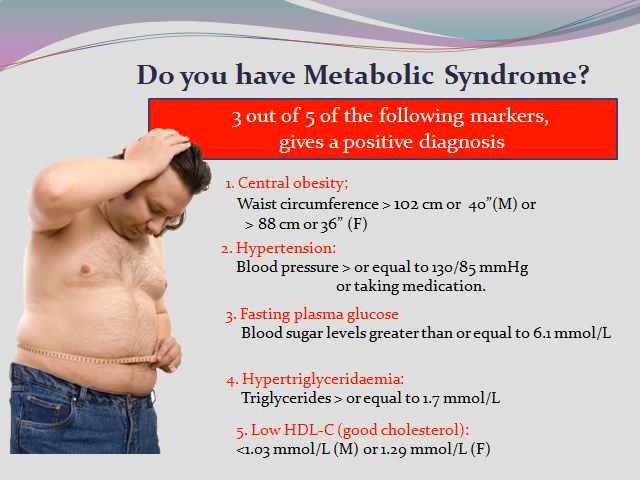 Do you have Metabolic Syndrome?
3 out of 5 of the following markers,
gives a positive diagnosis
1. Central obesity;
Waist circumference > 102 cm or 40”(M) or
> 88 cm or 36” (F)
2. Hypertension:
Blood pressure > or equal to 130/85 mmHg
or taking medication.
3. Fasting plasma glucose
Blood sugar levels greater than or equal to 6.1 mmol/L
4. Hypertriglyceridaemia:
Triglycerides > or equal to 1.7 mmol/L
5. Low HDL-C (good cholesterol):
<1.03 mmol/L (M) or 1.29 mmol/L (F)